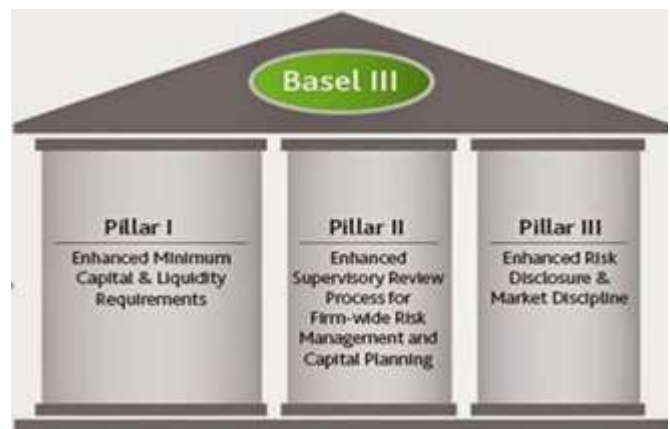 Basel III
Pillar I
Enhanced Minimum
Capital & Liquidity
Requirements
Pillar II
Enhanced
Supervisory Review
Process for
Firm-wide Risk
Management and
Capital Planning
Pillar III
Enhanced Risk
Disclosure &
Market Discipline